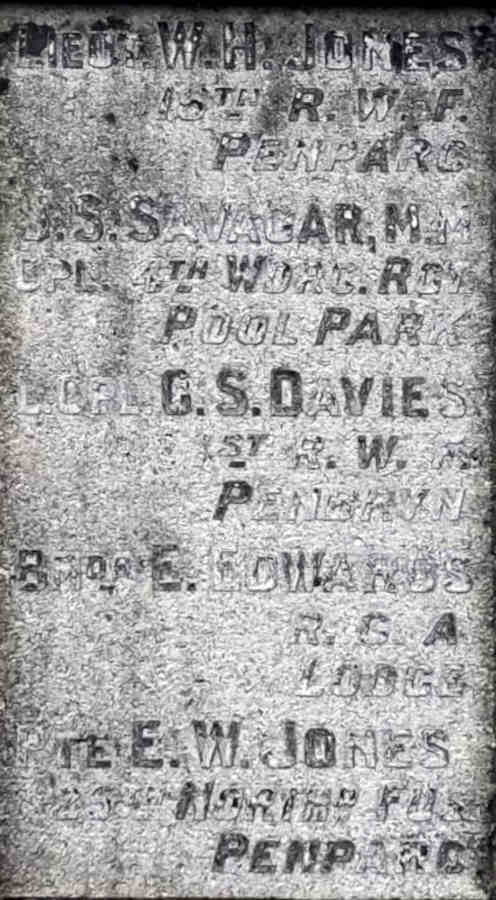 LIEUT. W. H. JONES
R. W. F.
PENPARC
J. S. SAVAGAR, M.M
CPL. 4TH WORC. RGT
POOL PARK
L.CPL. G. S. DAVIES
1ST R. W. F.
PENBRYN
E. EDWARDS
R. G. A
LODGE
PTE E. W. JONES
NORTHD FUS
PENPARC